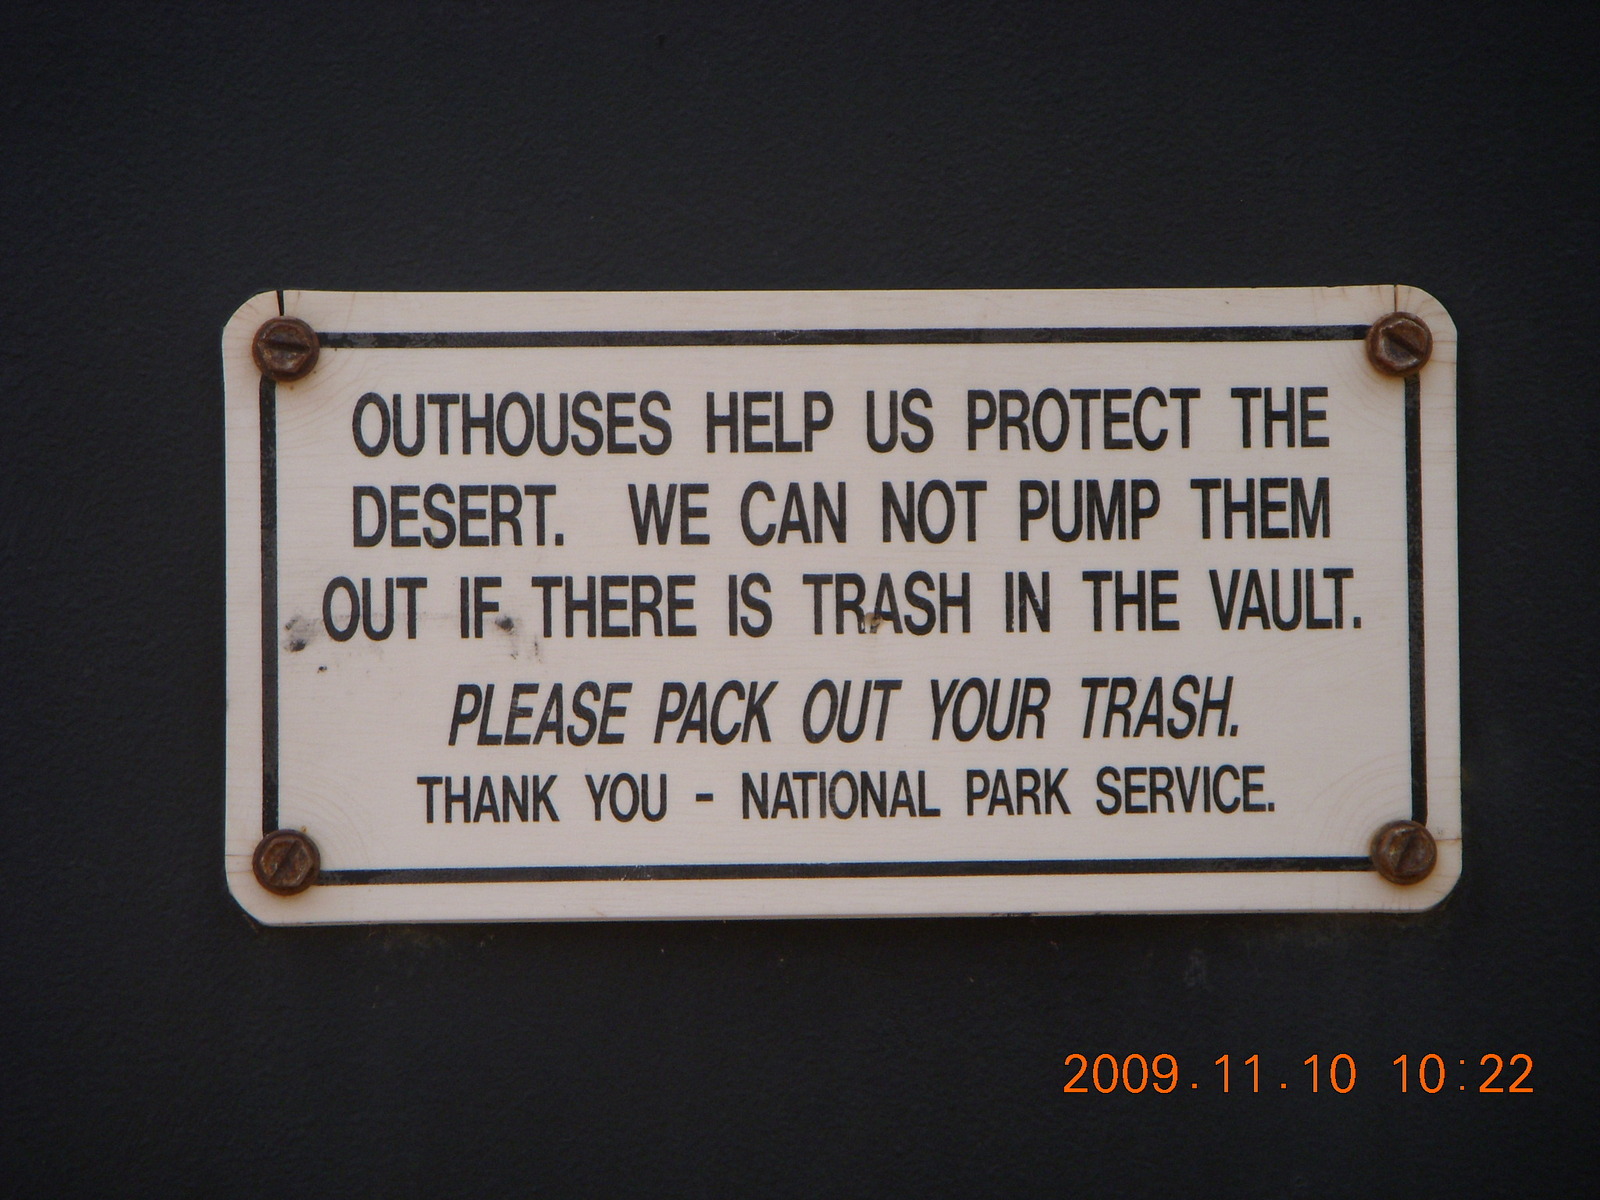 OUTHOUSES HELP US PROTECT THE
DESERT. WE CAN NOT PUMP THEM
OUT IF THERE IS TRASH IN THE VAULT.
PLEASE PACK OUT YOUR TRASH.
THANK YOU - NATIONAL PARK SERVICE.
2009.11.10 10:22